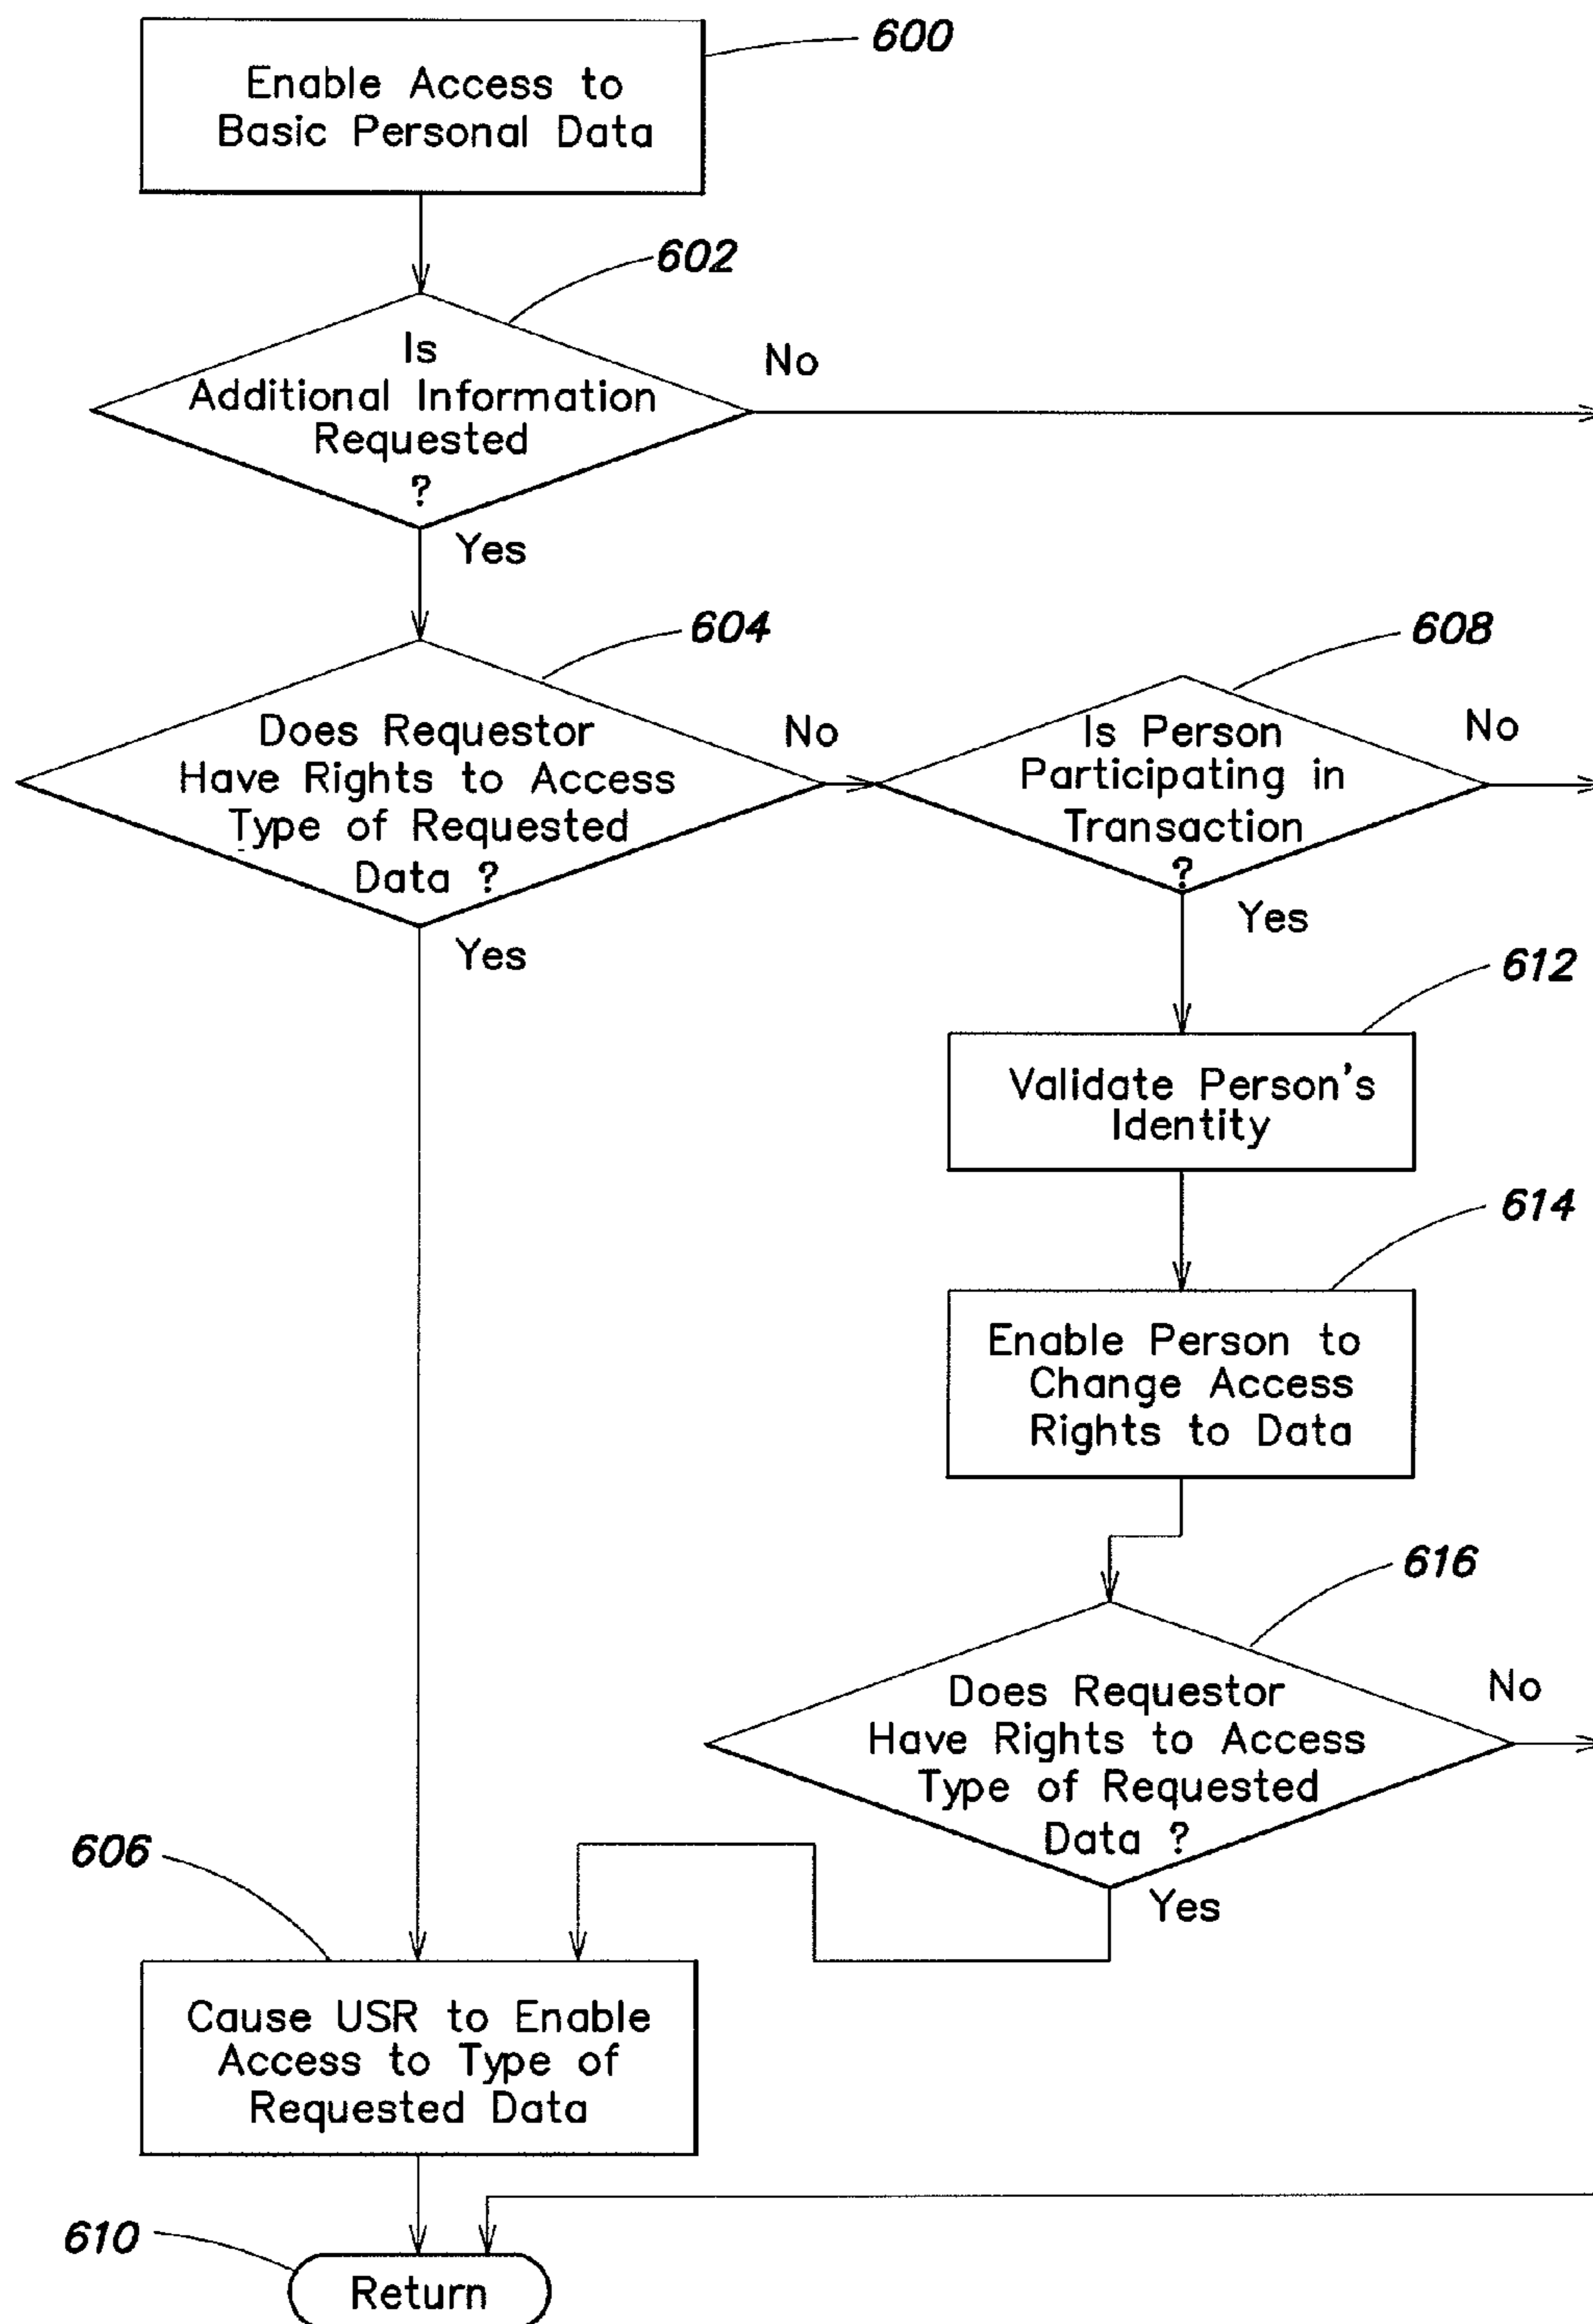 600
Enable Access to
Basic Personal Data
602
Is
Additional Information
Requested
?
No
Yes
604
Does Requestor
Have Rights to Access
Type of Requested
Data ?
No
Yes
608
Is Person
Participating in
Transaction
?
No
Yes
612
Validate Person's
Identity
614
Enable Person to
Change Access
Rights to Data
616
Does Requestor
Have Rights to Access
Type of Requested
Data ?
No
Yes
606
Cause USR to Enable
Access to Type of
Requested Data
610
Return